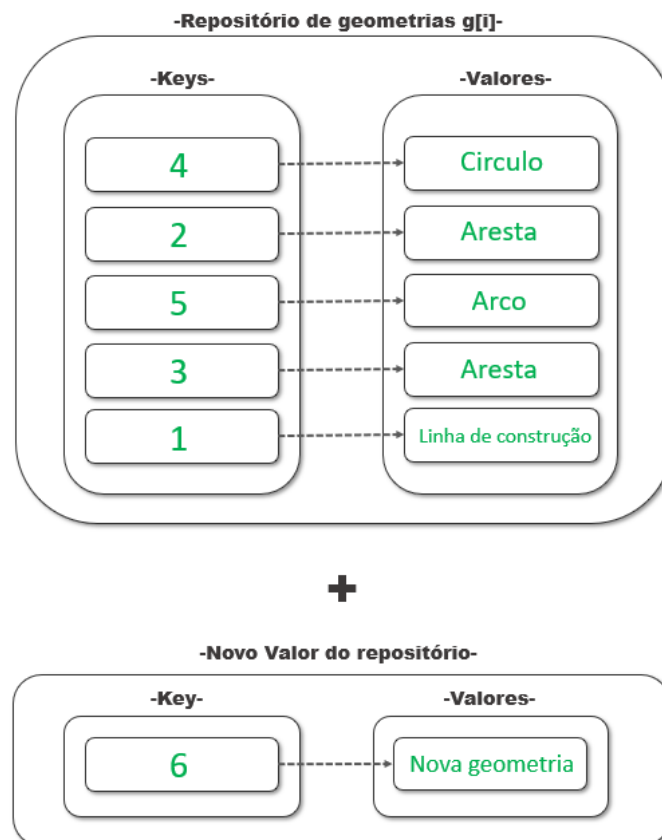 -Repositório de geometrias g[i]-
-Keys-
-Valores-
4
Circulo
2
Aresta
5
Arco
3
Aresta
1
Linha de construção
+
-Novo Valor do repositório-
-Key-
-Valores-
6
Nova geometria